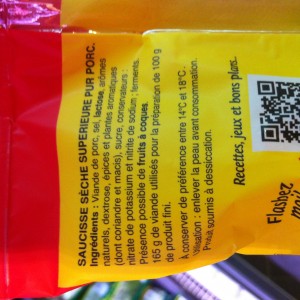 SAUCISSE SÈCHE SUPÉRIEURE PUR PORC.
Ingrédients : Viande de porc, sel, lactose, arômes
naturels, dextrose, épices et plantes aromatiques
(dont coriandre et macis), sucre, conservateurs :
nitrate de potassium et nitrite de sodium ; ferments.
Présence possible de fruits à coques.
165 g de viande utilisés pour la préparation de 100 g
de produit fini.
A conserver de préférence entre 14°C et 18°C.
Utilisation : enlever la peau avant consommation.
Produit soumis à dessiccation.
Recettes, jeux et bons plans...
Flashez
moi